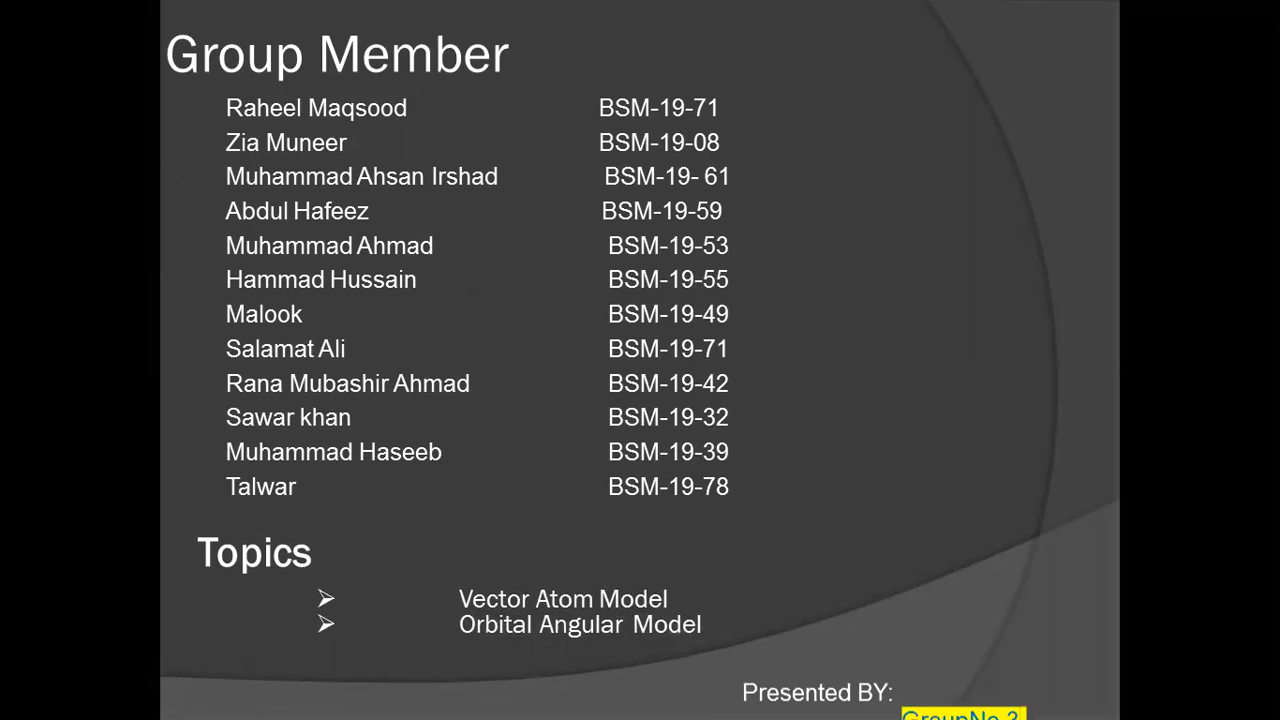 Group Member
Raheel Maqsood BSM-19-71
Zia Muneer BSM-19-08
Muhammad Ahsan Irshad BSM-19- 61
Abdul Hafeez BSM-19-59
Muhammad Ahmad BSM-19-53
Hammad Hussain BSM-19-55
Malook BSM-19-49
Salamat Ali BSM-19-71
Rana Mubashir Ahmad BSM-19-42
Sawar khan BSM-19-32
Muhammad Haseeb BSM-19-39
Talwar BSM-19-78
Topics
➢ Vector Atom Model
➢ Orbital Angular Model
Presented BY:
GroupNo